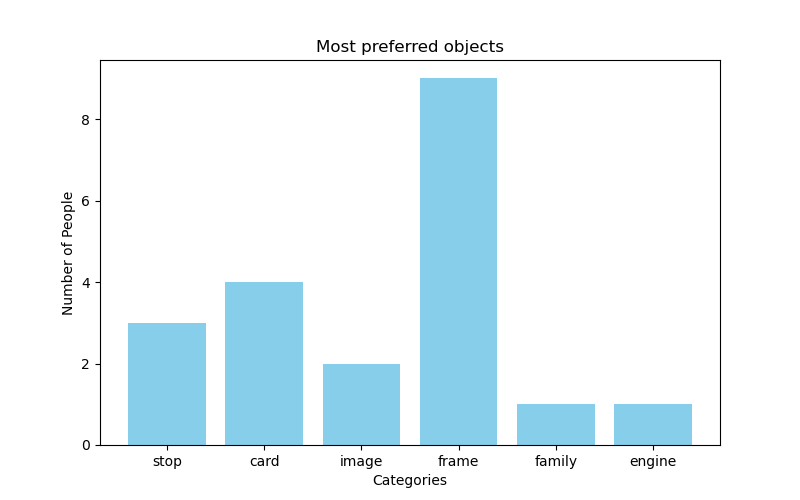 Most preferred objects
Number of People
8
6
4
2
0
stop card image frame family engine
Categories